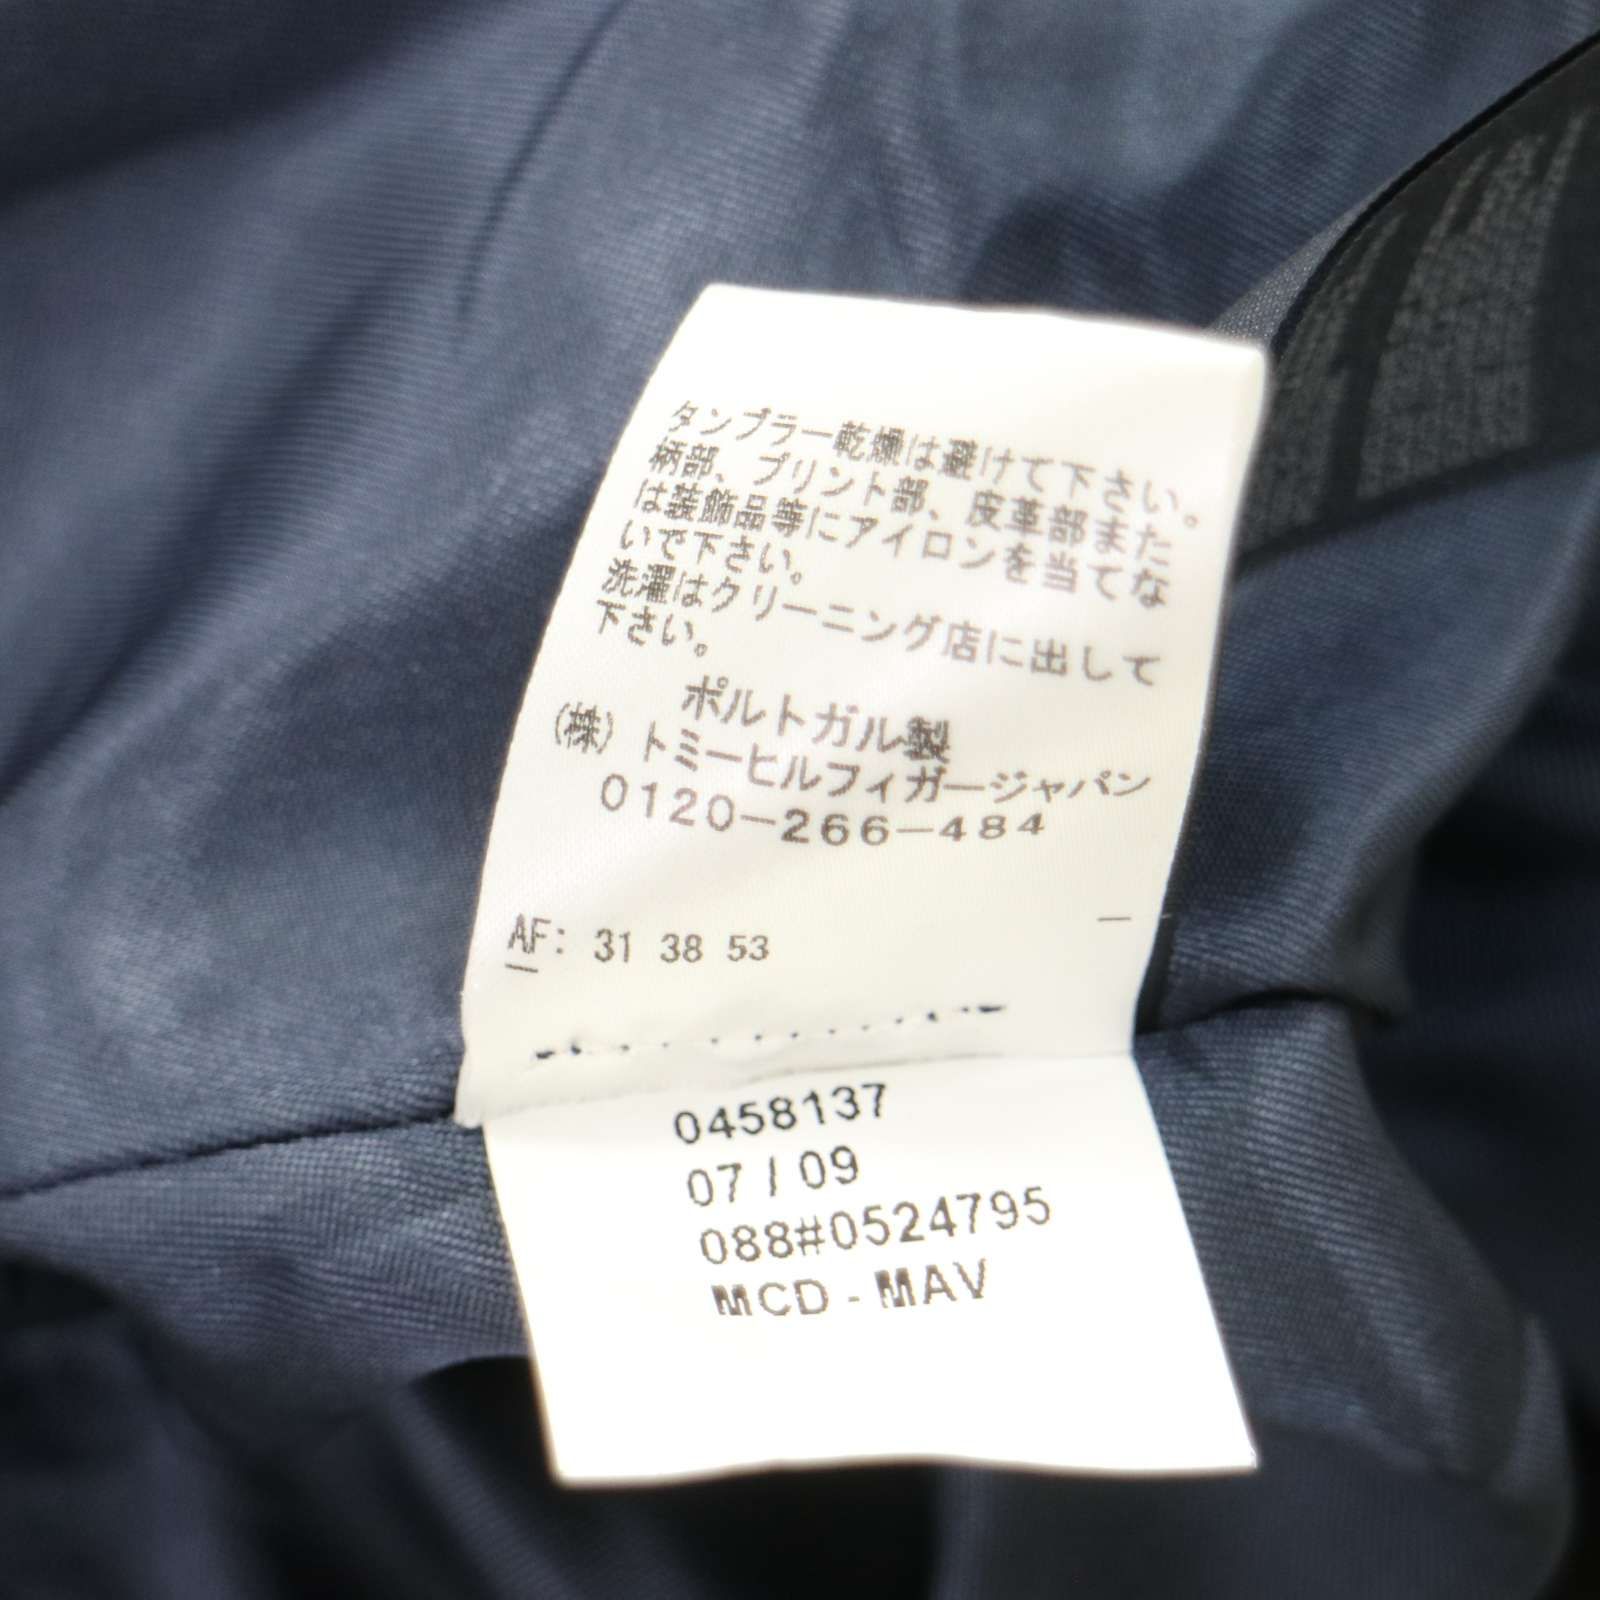 タンブラー乾燥は避けて下さい。
柄部、プリント部、皮革部また
は装飾品等にアイロンを当てな
いで下さい。
洗濯はクリーニング店に出して
下さい。
ポルトガル製
(株) トミーヒルフィガージャパン
0120-266-484
AF: 31 38 53
0458137
07 / 09
088#0524795
MCD - MAV